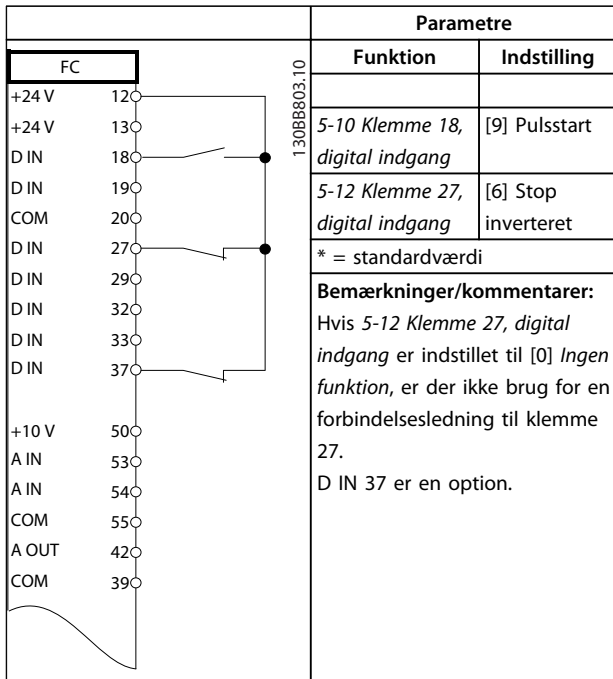 Parametre
Funktion Indstilling
FC
+24 V 12
+24 V 13
D IN 18
D IN 19
COM 20
D IN 27
D IN 29
D IN 32
D IN 33
D IN 37
+10 V 50
A IN 53
A IN 54
COM 55
A OUT 42
COM 39
130BB803.10
5-10 Klemme 18, [9] Pulsstart
digital indgang
5-12 Klemme 27, [6] Stop
digital indgang inverteret
* = standardværdi
Bemærkninger/kommentarer:
Hvis 5-12 Klemme 27, digital
indgang er indstillet til [0] Ingen
funktion, er der ikke brug for en
forbindelsesledning til klemme
27.
D IN 37 er en option.